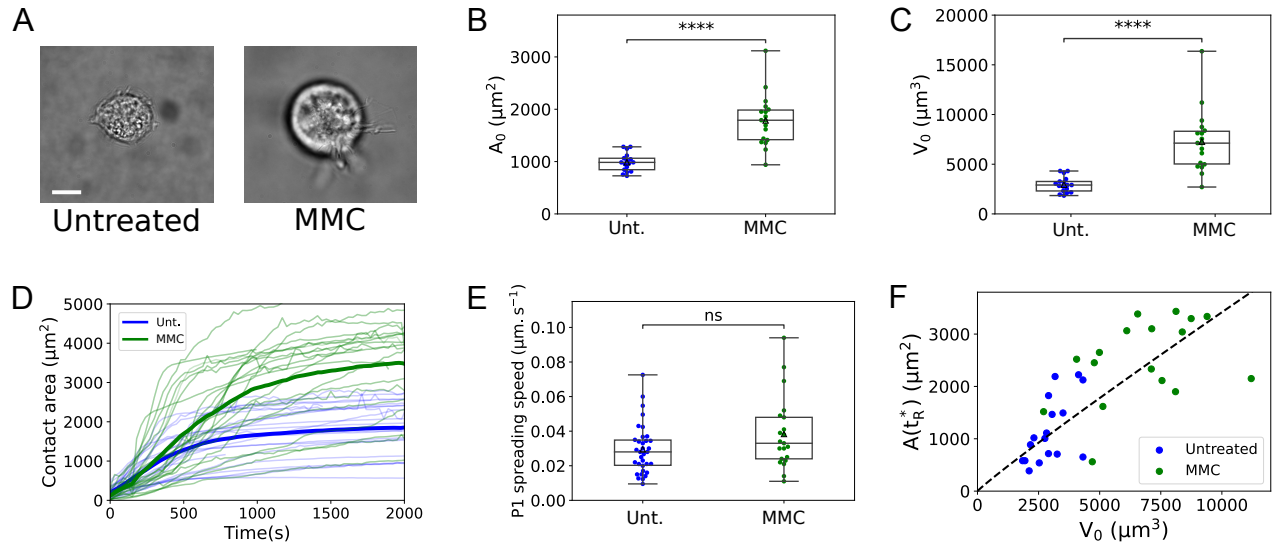 A
Untreated
MMC
B
A₀ (μm²)
3000
2000
1000
0
****
Unt.
MMC
C
V₀ (μm³)
20000
15000
10000
5000
0
****
Unt.
MMC
D
Contact area (μm²)
5000
4000
3000
2000
1000
0
Unt.
MMC
0 500 1000 1500 2000
Time(s)
E
P1 spreading speed (μm. s⁻¹)
0.10
0.08
0.06
0.04
0.02
0.00
ns
Unt.
MMC
F
A(t*R) (μm²)
3000
2000
1000
0
Untreated
MMC
0 2500 5000 7500 10000
V₀ (μm³)